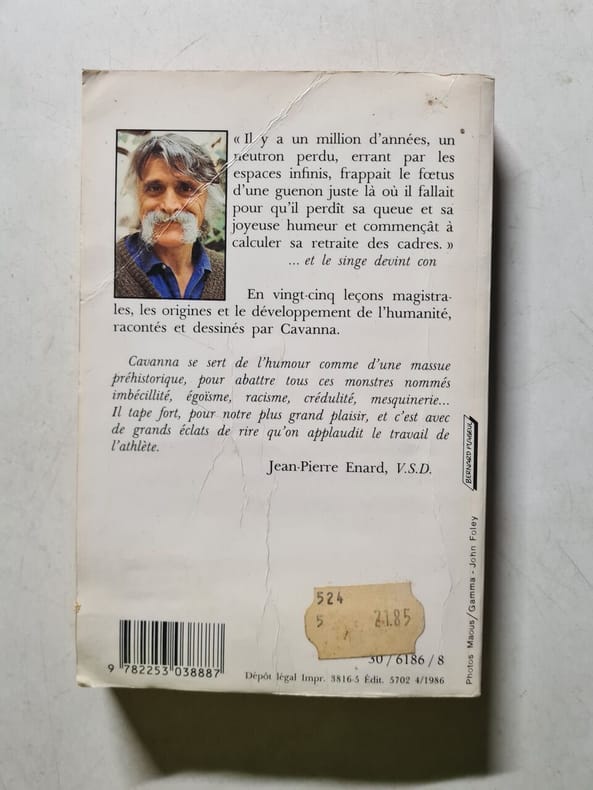 « Il y a un million d'années, un
neutron perdu, errant par les
espaces infinis, frappait le fœtus
d'une guenon juste là où il fallait
pour qu'il perdît sa queue et sa
joyeuse humeur et commençât à
calculer sa retraite des cadres. »
... et le singe devint con
En vingt-cinq leçons magistra-
les, les origines et le développement de l'humanité,
racontés et dessinés par Cavanna.
Cavanna se sert de l'humour comme d'une massue
préhistorique, pour abattre tous ces monstres nommés
imbécillité, égoïsme, racisme, crédulité, mesquinerie...
Il tape fort, pour notre plus grand plaisir, et c'est avec
de grands éclats de rire qu'on applaudit le travail de
l'athlète.
Jean-Pierre Enard, V.S.D.
BERNARD
Photos Maous/Gamma - John Foley
524
5 21.85
30/6186/8
9 782253 038887
Dépôt légal Impr. 3816-5 Édit. 5702 4/1986